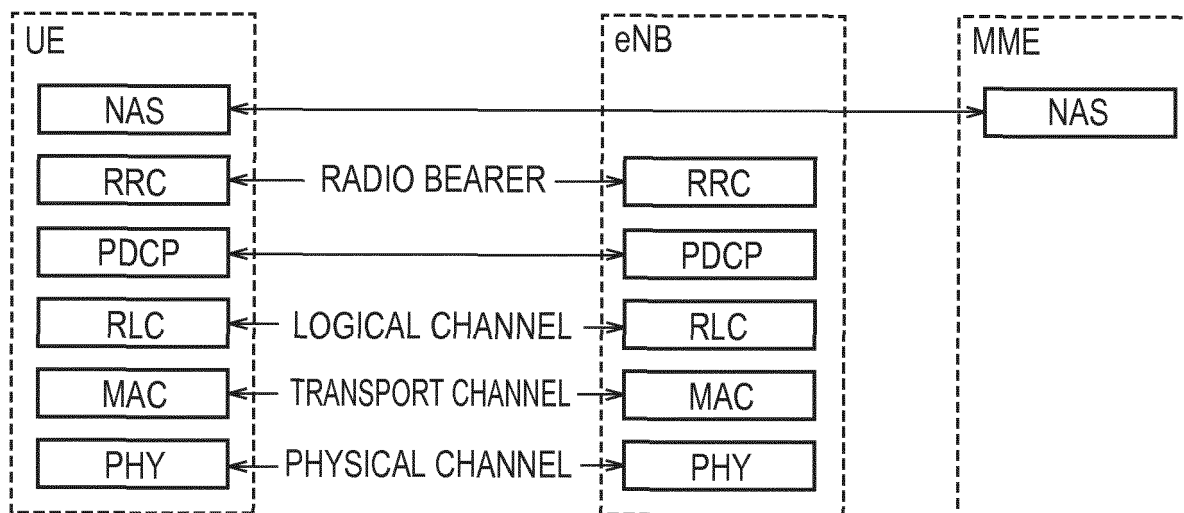 UE eNB MME
NAS NAS
RRC RADIO BEARER RRC
PDCP PDCP
RLC LOGICAL CHANNEL RLC
MAC TRANSPORT CHANNEL MAC
PHY PHYSICAL CHANNEL PHY